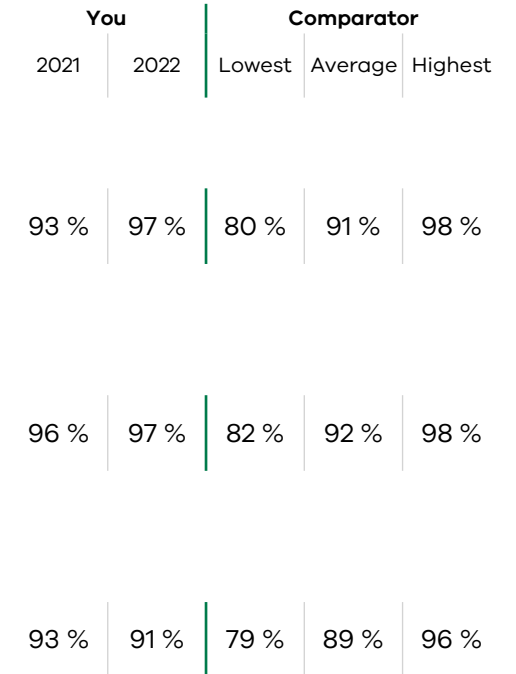 You Comparator
2021 2022 Lowest Average Highest
93 % 97 % 80 % 91 % 98 %
96 % 97 % 82 % 92 % 98 %
93 % 91 % 79 % 89 % 96 %